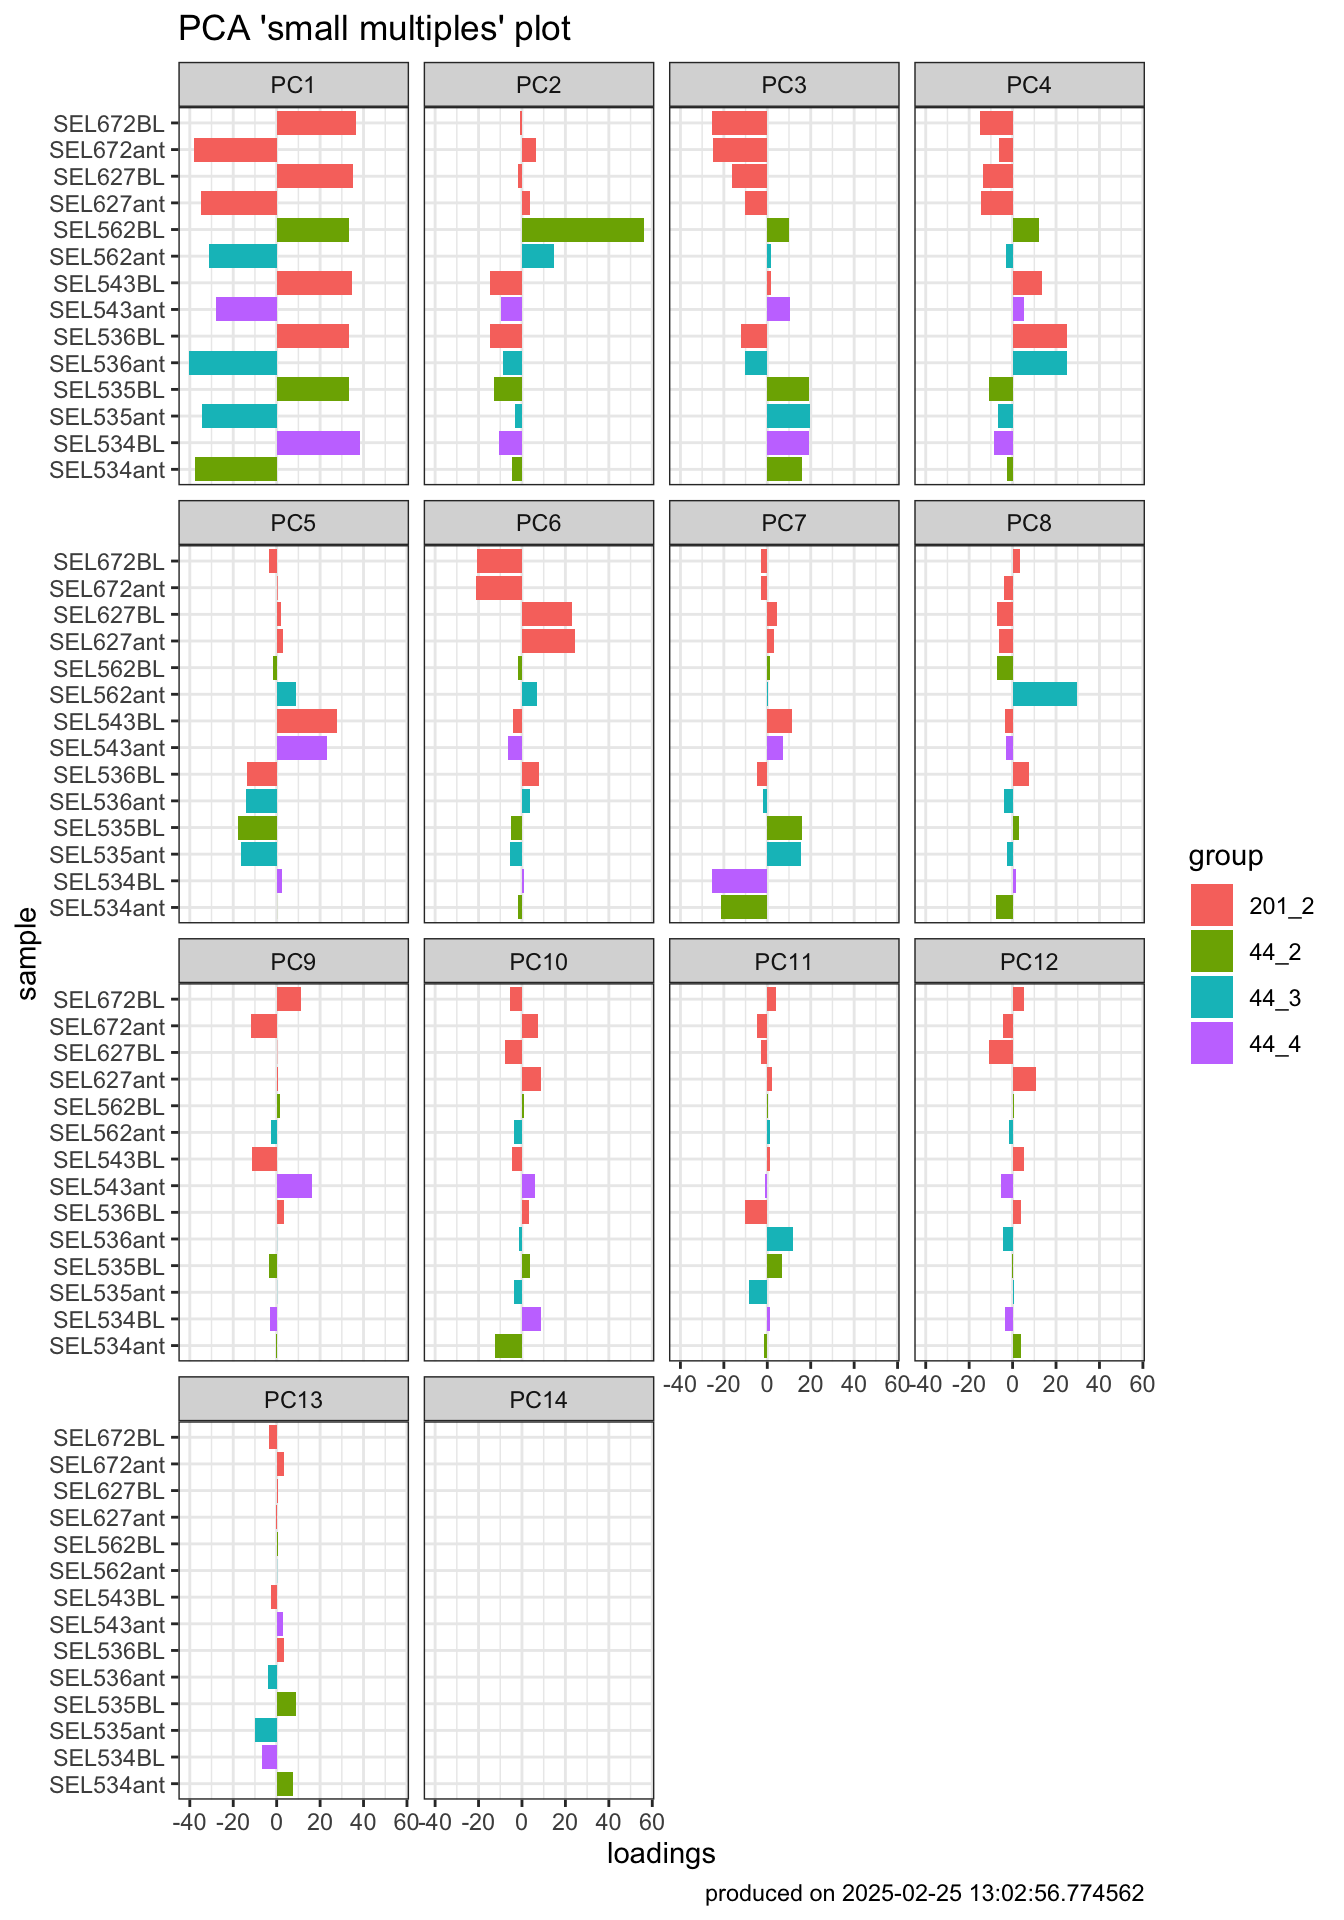 PCA 'small multiples' plot
PC1 PC2 PC3 PC4
SEL672BL
SEL672ant
SEL627BL
SEL627ant
SEL562BL
SEL562ant
SEL543BL
SEL543ant
SEL536BL
SEL536ant
SEL535BL
SEL535ant
SEL534BL
SEL534ant
PC5 PC6 PC7 PC8
SEL672BL
SEL672ant
SEL627BL
SEL627ant
SEL562BL
SEL562ant
SEL543BL
SEL543ant
SEL536BL
SEL536ant
SEL535BL
SEL535ant
SEL534BL
SEL534ant
PC9 PC10 PC11 PC12
SEL672BL
SEL672ant
SEL627BL
SEL627ant
SEL562BL
SEL562ant
SEL543BL
SEL543ant
SEL536BL
SEL536ant
SEL535BL
SEL535ant
SEL534BL
SEL534ant
-40 -20 0 20 40 60 -40 -20 0 20 40 60
PC13 PC14
SEL672BL
SEL672ant
SEL627BL
SEL627ant
SEL562BL
SEL562ant
SEL543BL
SEL543ant
SEL536BL
SEL536ant
SEL535BL
SEL535ant
SEL534BL
SEL534ant
-40 -20 0 20 40 60 -40 -20 0 20 40 60
loadings
sample
group
201_2
44_2
44_3
44_4
produced on 2025-02-25 13:02:56.774562